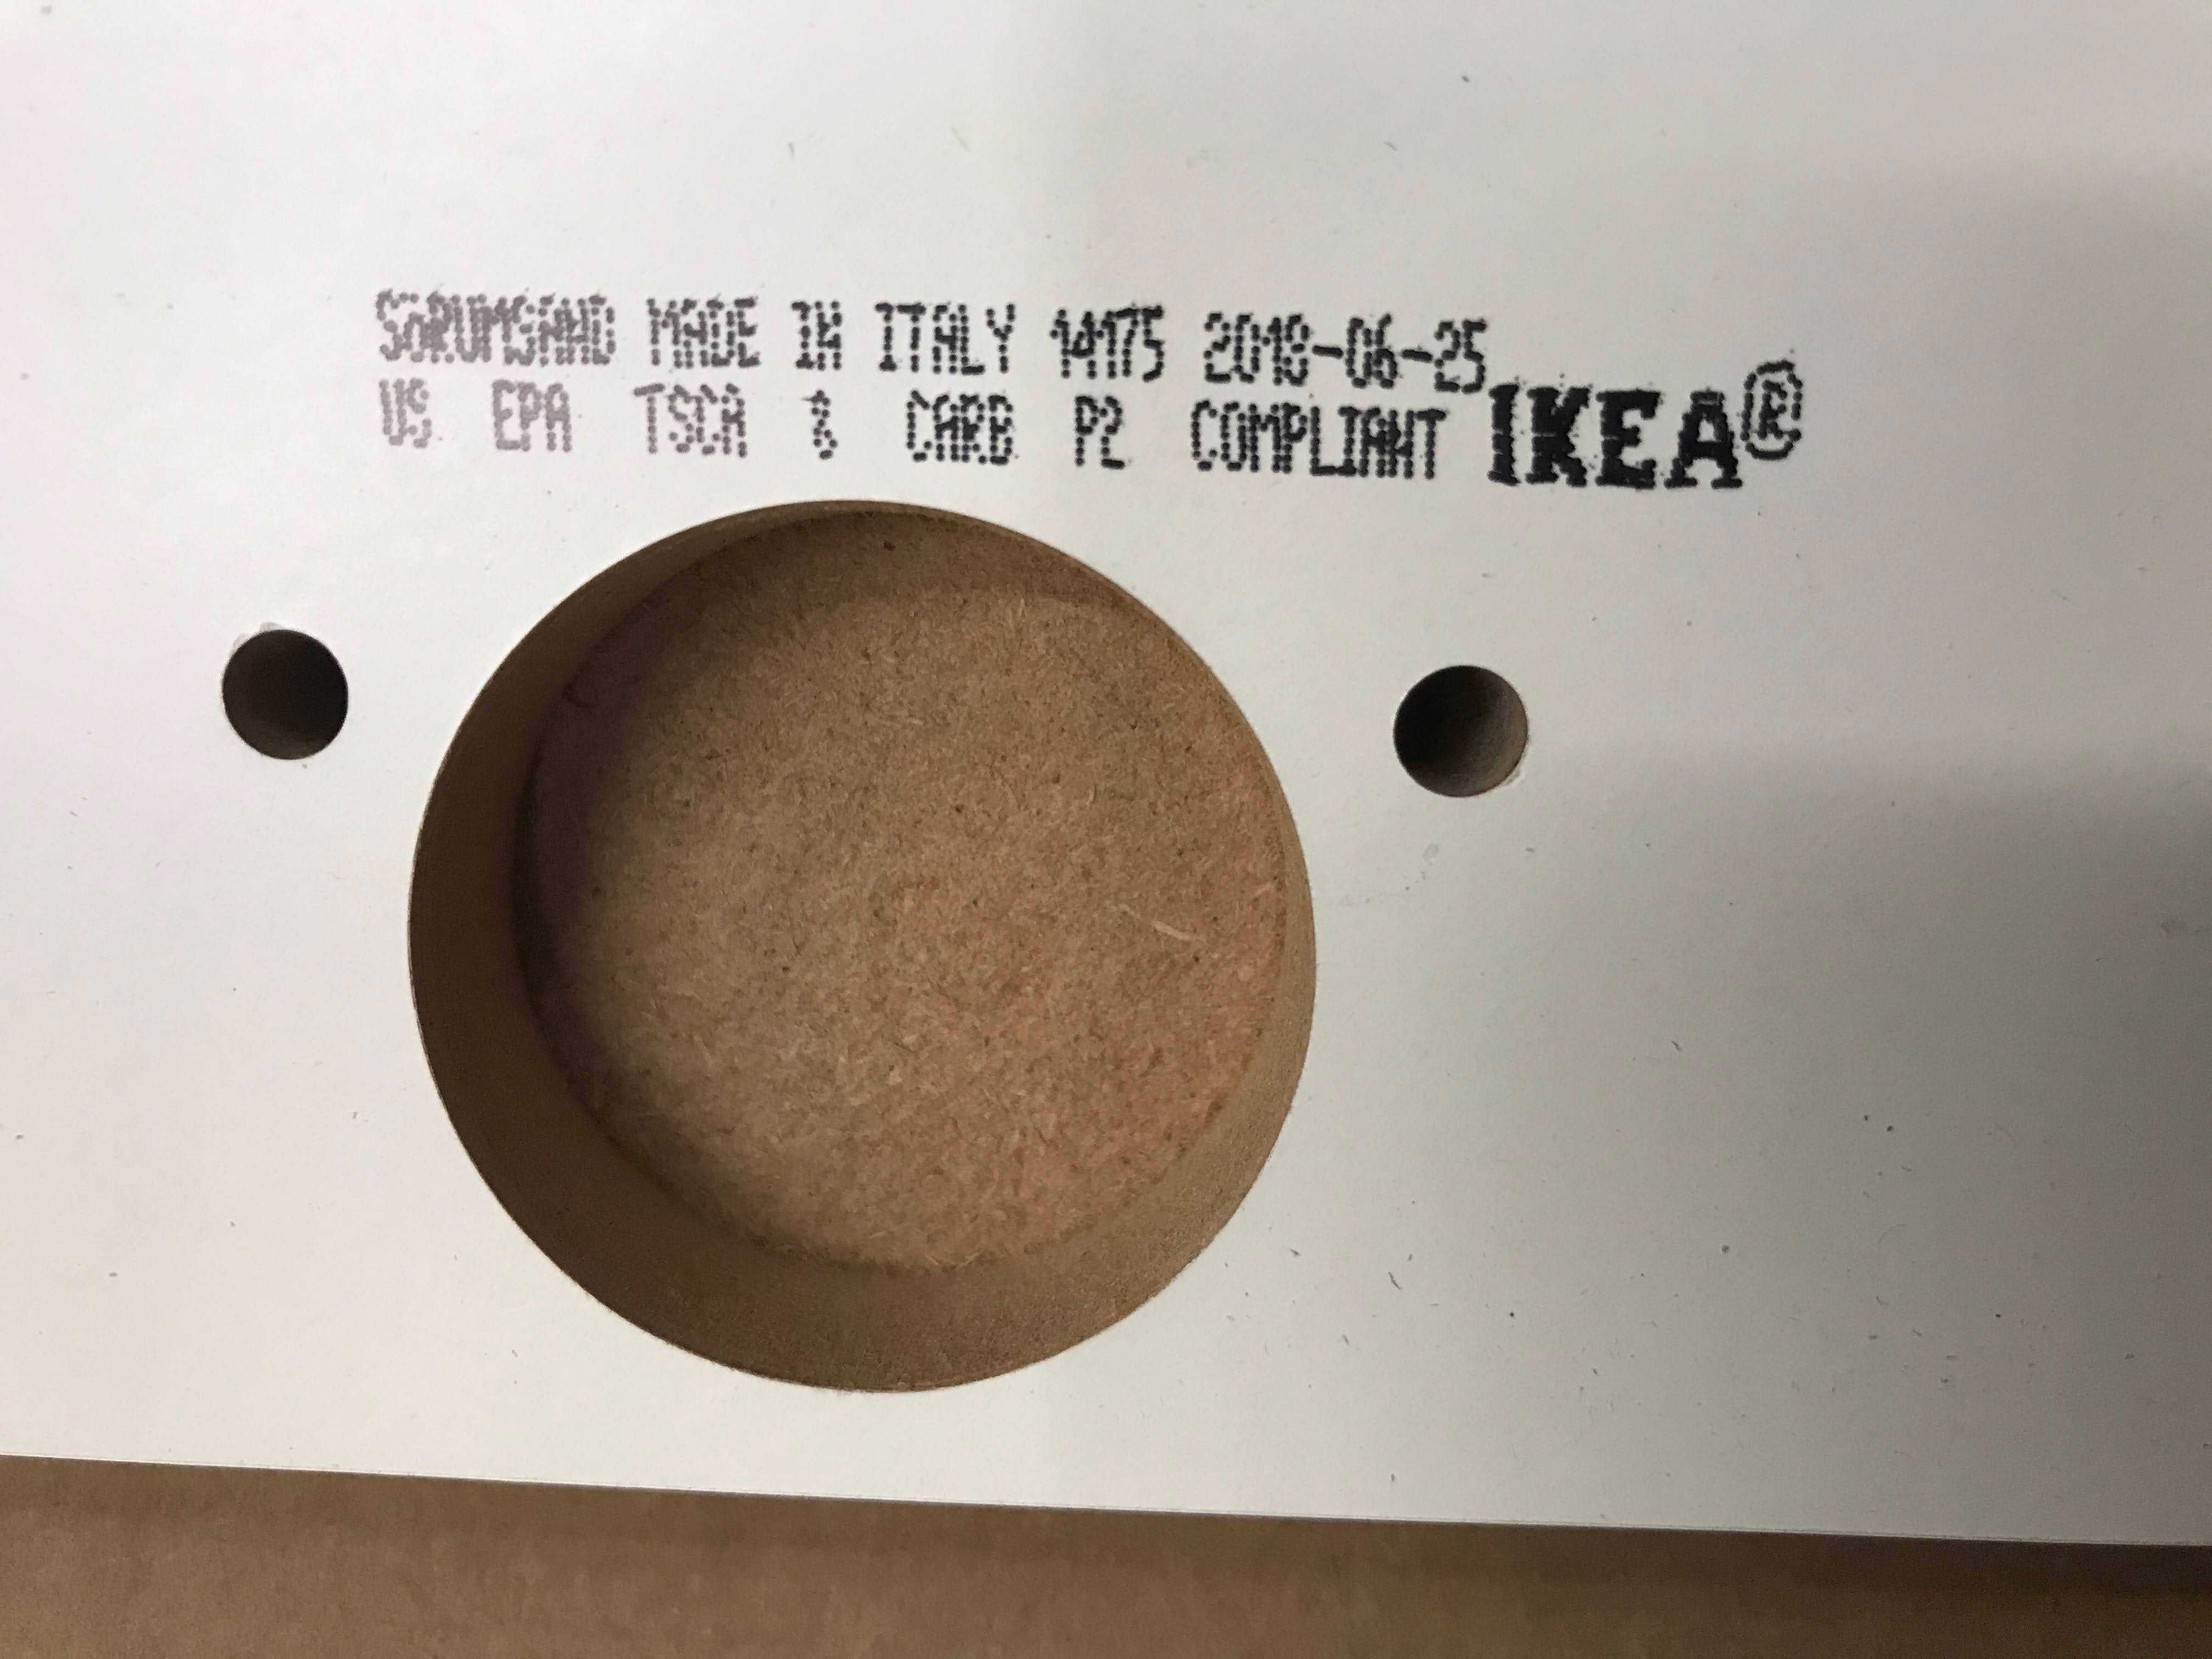 SöRUMSAND MADE IN ITALY 14175 2018-06-25
US EPA TSCA & CARB P2 COMPLIANT IKEA®